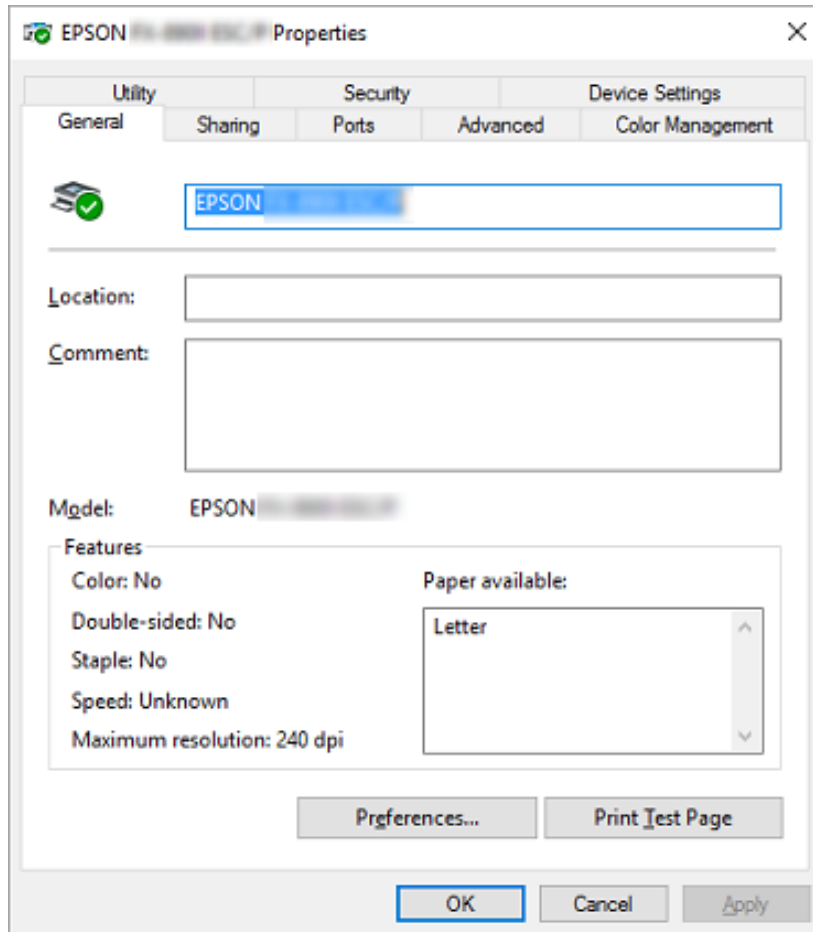 EPSON Properties
Utility Security Device Settings
General Sharing Ports Advanced Color Management
EPSON
Location:
Comment:
Model: EPSON
Features
Color: No
Paper available:
Double-sided: No
Letter
Staple: No
Speed: Unknown
Maximum resolution: 240 dpi
Preferences...
Print Test Page
OK
Cancel
Apply